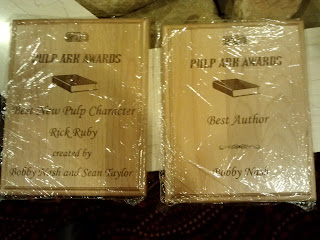 PULP ARK AWARDS
Best New Pulp Character
Rick Ruby
created by
Bobby Nash and Sean Taylor
PULP ARK AWARDS
Best Author
Bobby Nash